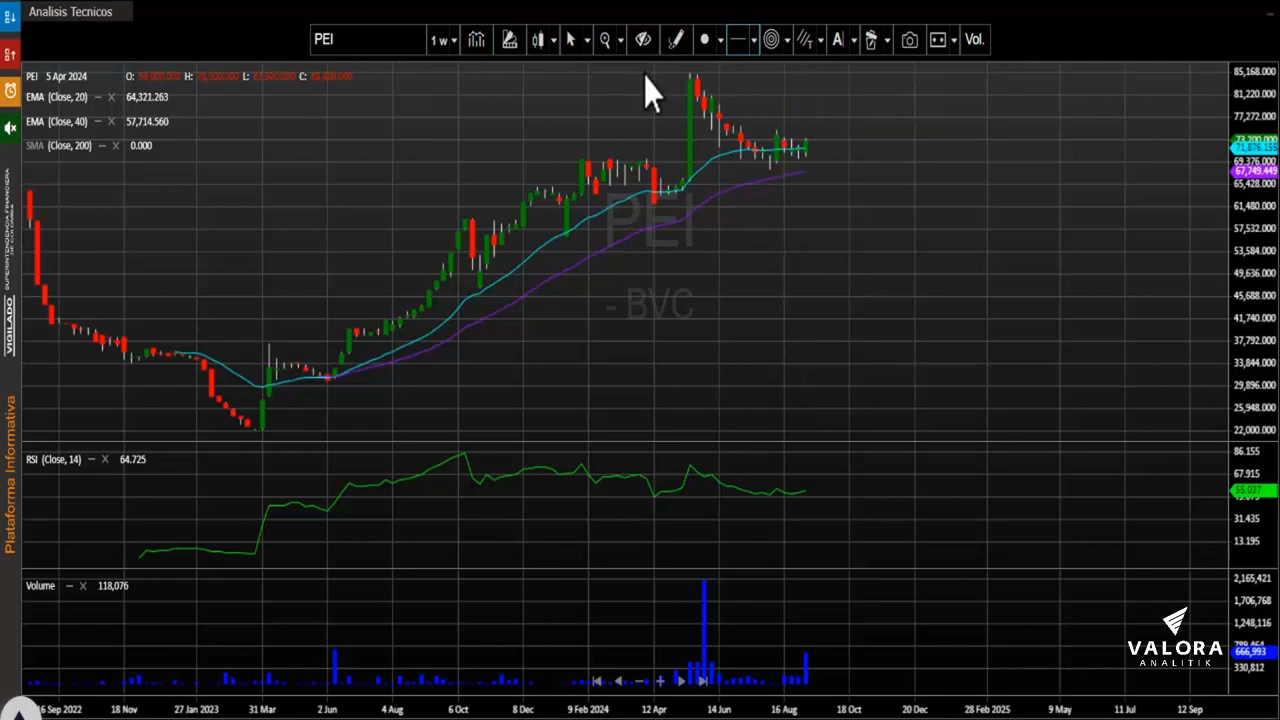 Analisis Tecnicos
PEI
1 w
A
Vol.
PEI 5 Apr 2024 O: H: L: C:
EMA (Close, 20) 64,321.263
EMA (Close, 40) 57,714.560
SMA (Close, 200) 0.000
85,168.000
81,220.000
77,272.000
71,876.155
69,376.000
67,749.449
65,428.000
61,480.000
57,532.000
53,584.000
49,636.000
45,688.000
41,740.000
37,792.000
33,844.000
29,896.000
25,948.000
22,000.000
PEI
- BVC
RSI (Close, 14) 64.725
86.155
67.915
55.037
31.435
13.195
Volume 118,076
2,165,421
1,706,768
1,248,116
666,993
330,812
16 Sep 2022 18 Nov 27 Jan 2023 31 Mar 2 Jun 4 Aug 6 Oct 8 Dec 9 Feb 2024 12 Apr 14 Jun 16 Aug 18 Oct 20 Dec 28 Feb 2025 9 May 11 Jul 12 Sep
VIGILADO SUPERINTENDENCIA FINANCIERA
DE COLOMBIA
Plataforma Informativa
VALORA
ANALITIK